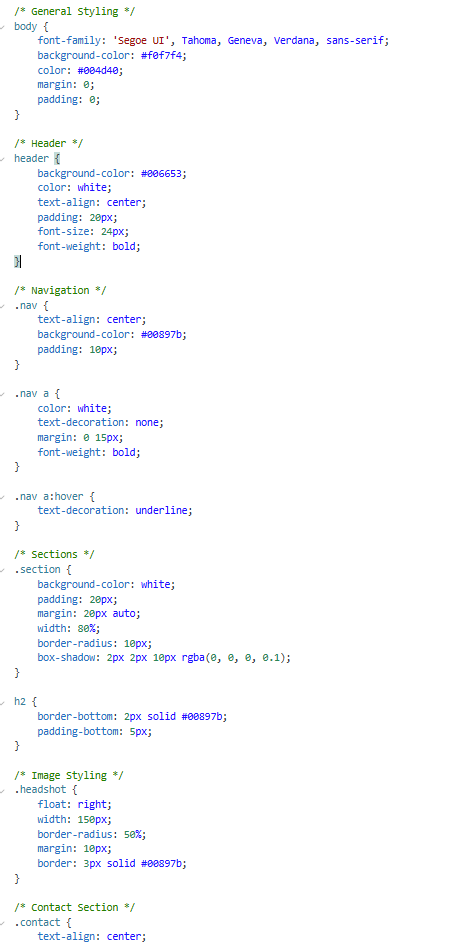 /* General Styling */
body {
    font-family: 'Segoe UI', Tahoma, Geneva, Verdana, sans-serif;
    background-color: #f0f7f4;
    color: #004d40;
    margin: 0;
    padding: 0;
}

/* Header */
header {
    background-color: #006653;
    color: white;
    text-align: center;
    padding: 20px;
    font-size: 24px;
    font-weight: bold;
}

/* Navigation */
.nav {
    text-align: center;
    background-color: #00897b;
    padding: 10px;
}

.nav a {
    color: white;
    text-decoration: none;
    margin: 0 15px;
    font-weight: bold;
}

.nav a:hover {
    text-decoration: underline;
}

/* Sections */
.section {
    background-color: white;
    padding: 20px;
    margin: 20px auto;
    width: 80%;
    border-radius: 10px;
    box-shadow: 2px 2px 10px rgba(0, 0, 0, 0.1);
}

h2 {
    border-bottom: 2px solid #00897b;
    padding-bottom: 5px;
}

/* Image Styling */
.headshot {
    float: right;
    width: 150px;
    border-radius: 50%;
    margin: 10px;
    border: 3px solid #00897b;
}

/* Contact Section */
.contact {
    text-align: center;